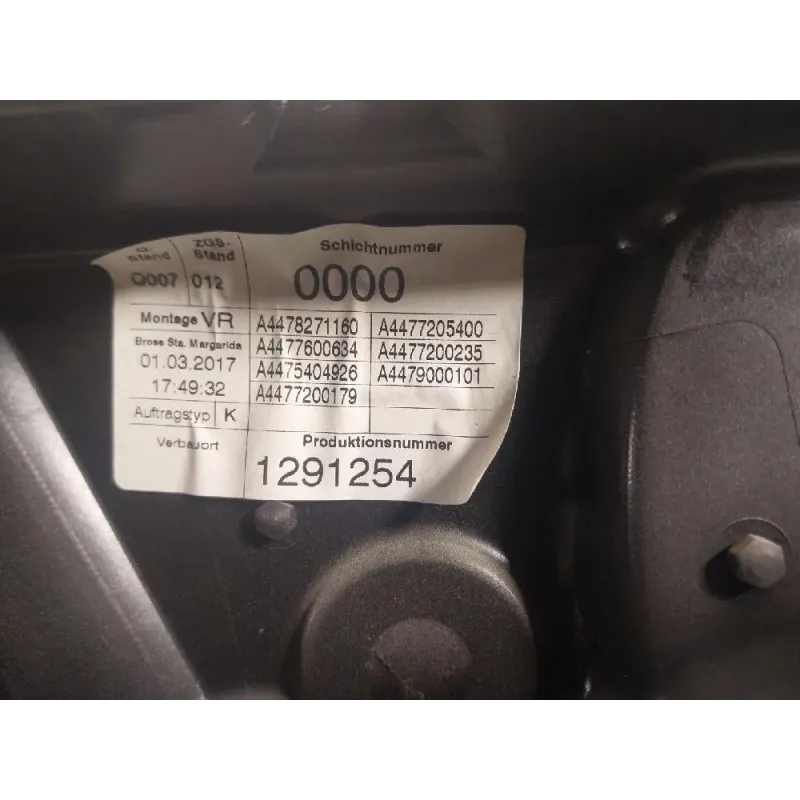 Q- Stand ZGS- Stand Schichtnummer
Q007 012 0000
Montage VR A4478271160 A4477205400
Brose Sta. Margarida A4477600634 A4477200235
01.03.2017 A4475404926 A4479000101
17:49:32 A4477200179
Auftragstyp K
Verbauort Produktionsnummer
1291254